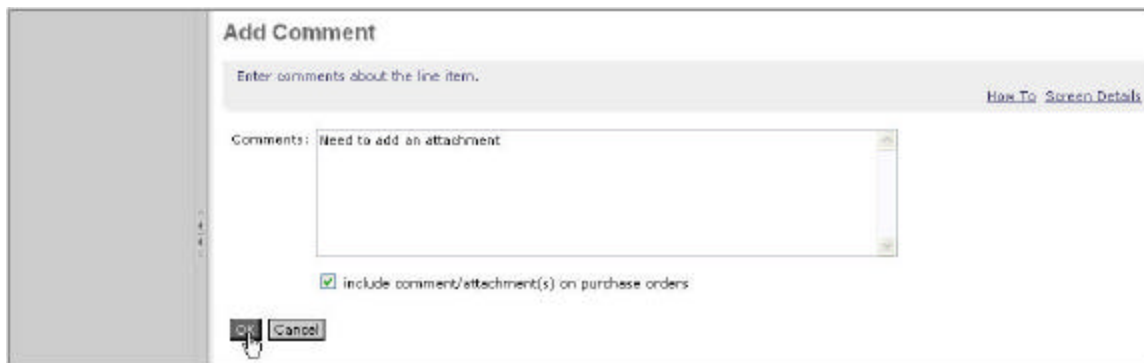 Add Comment
Enter comments about the line item.
How To Screen Details
Comments: Need to add an attachment
include comment/attachment(s) on purchase orders
OK Cancel